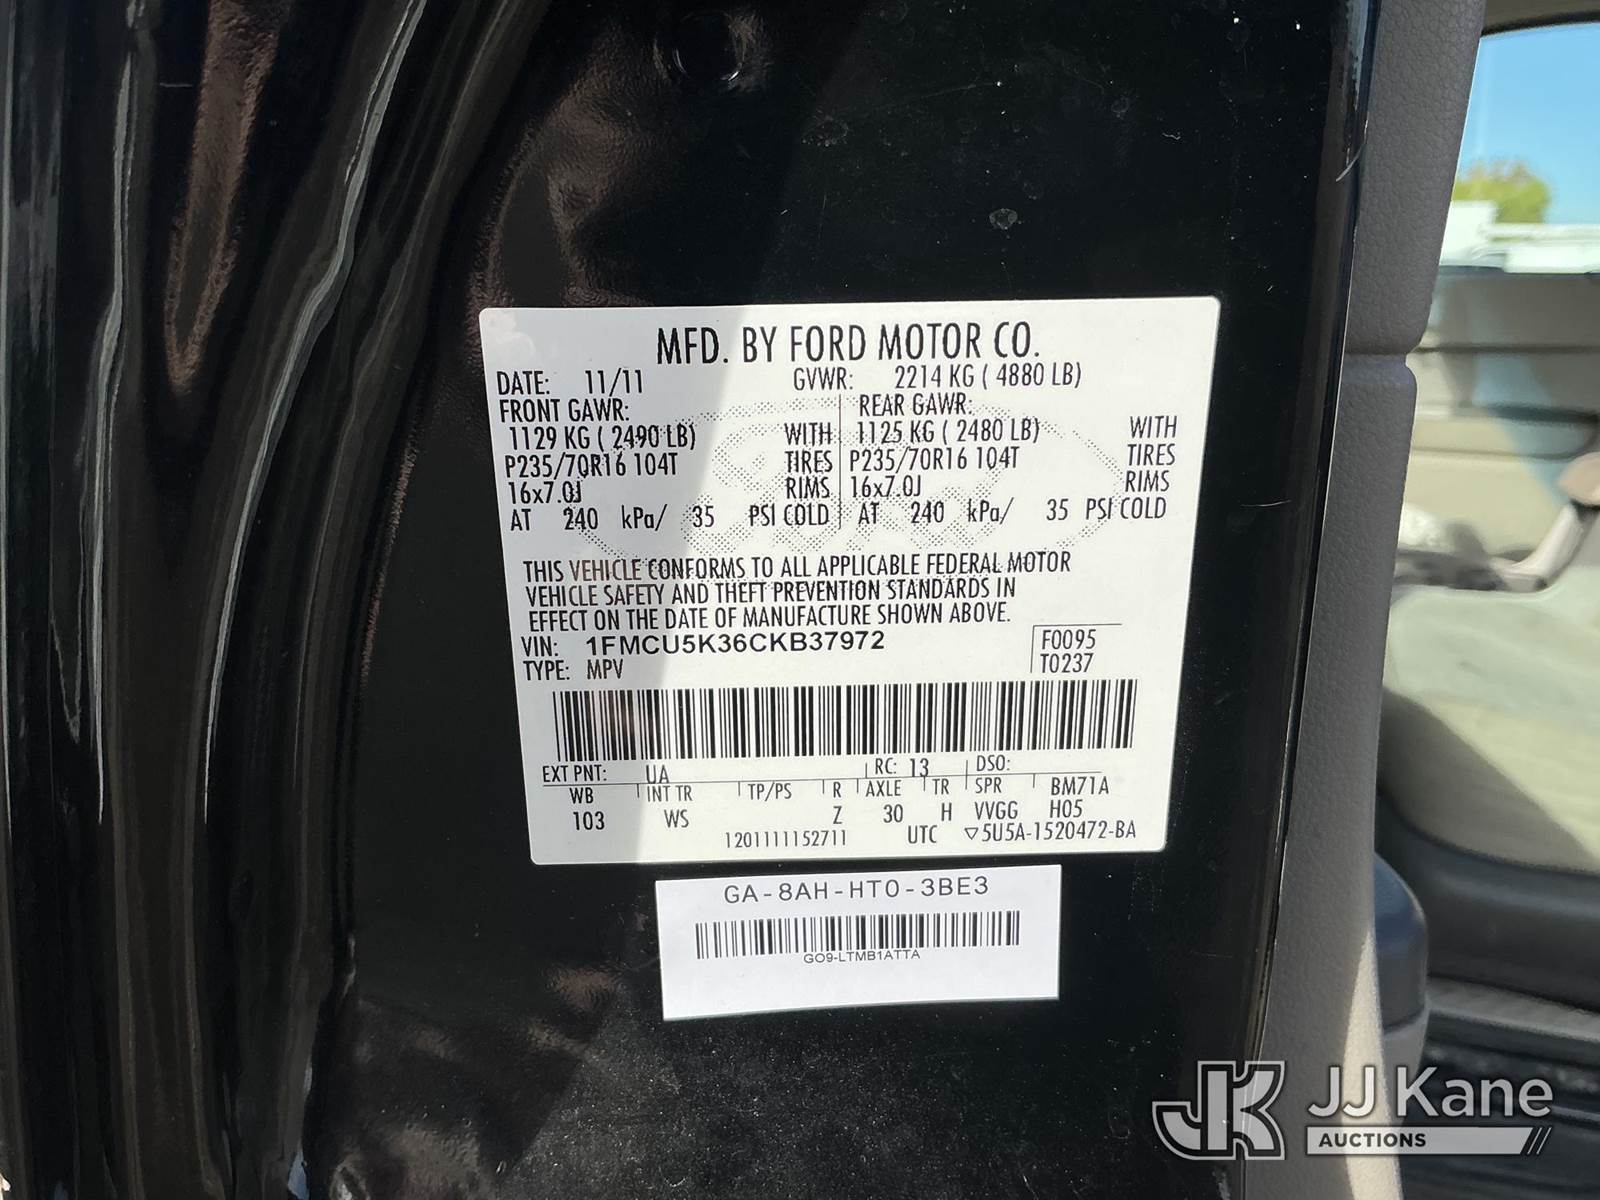 MFD. BY FORD MOTOR CO.
DATE: 11/11 GVWR: 2214 KG ( 4880 LB)
FRONT GAWR: REAR GAWR:
1129 KG ( 2490 LB) WITH 1125 KG ( 2480 LB) WITH
P235/70R16 104T TIRES P235/70R16 104T TIRES
16x7.0J RIMS 16x7.0J RIMS
AT 240 kPa/ 35 PSI COLD AT 240 kPa/ 35 PSI COLD
THIS VEHICLE CONFORMS TO ALL APPLICABLE FEDERAL MOTOR
VEHICLE SAFETY AND THEFT PREVENTION STANDARDS IN
EFFECT ON THE DATE OF MANUFACTURE SHOWN ABOVE.
VIN: 1FMCU5K36CKB37972 F0095
TYPE: MPV T0237
EXT PNT: UA RC: 13 DSO:
WB INT TR TP/PS R AXLE TR SPR BM71A
103 WS Z 30 H VVGG H05
1201111152711 UTC ▽5U5A-1520472-BA
GA-8AH-HT0-3BE3
GO9-LTMB1ATTA
JJ Kane
AUCTIONS